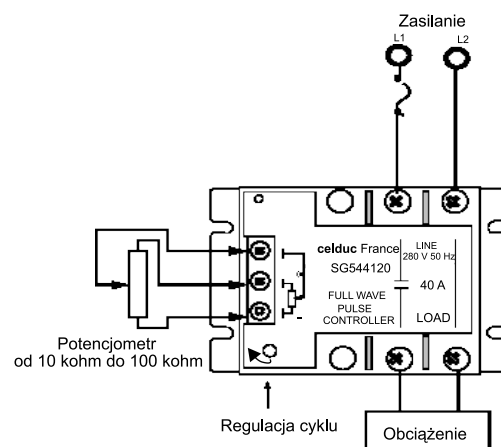 Zasilanie
L1
L2
celduc France
SG544120
FULL WAVE
PULSE
CONTROLLER
LINE
280 V 50 Hz
40 A
LOAD
Potencjometr
od 10 kohm do 100 kohm
Regulacja cyklu
Obciążenie